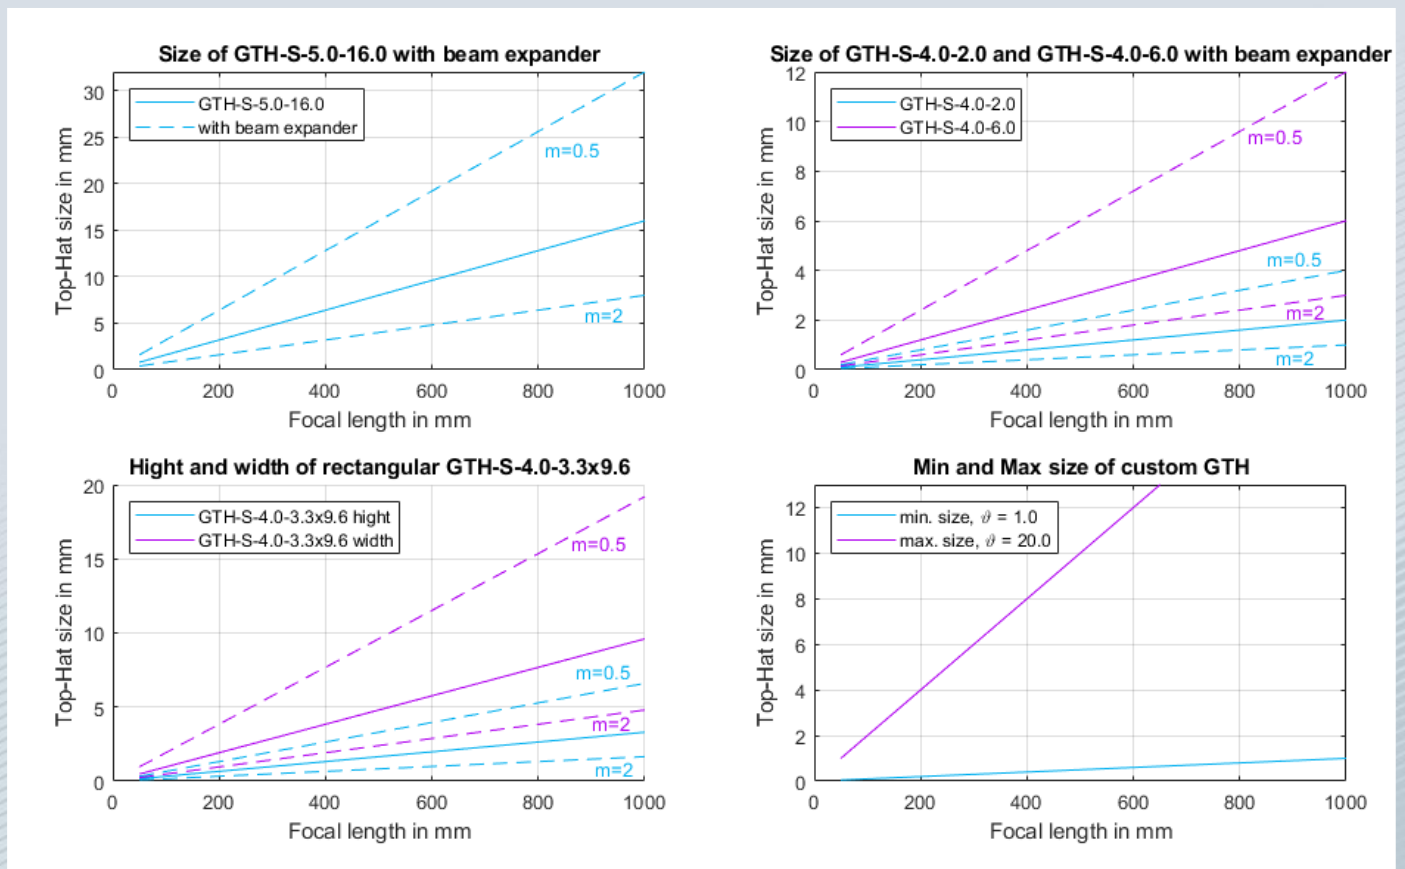 Size of GTH-S-5.0-16.0 with beam expander
GTH-S-5.0-16.0
with beam expander
m=0.5
m=2
30
25
20
15
10
5
0
0 200 400 600 800 1000
Top-Hat size in mm
Focal length in mm
Size of GTH-S-4.0-2.0 and GTH-S-4.0-6.0 with beam expander
GTH-S-4.0-2.0
GTH-S-4.0-6.0
m=0.5
m=0.5
m=2
m=2
12
10
8
6
4
2
0
0 200 400 600 800 1000
Top-Hat size in mm
Focal length in mm
Hight and width of rectangular GTH-S-4.0-3.3x9.6
GTH-S-4.0-3.3x9.6 hight
GTH-S-4.0-3.3x9.6 width
m=0.5
m=0.5
m=2
m=2
20
15
10
5
0
0 200 400 600 800 1000
Top-Hat size in mm
Focal length in mm
Min and Max size of custom GTH
min. size, ϑ = 1.0
max. size, ϑ = 20.0
12
10
8
6
4
2
0
0 200 400 600 800 1000
Top-Hat size in mm
Focal length in mm